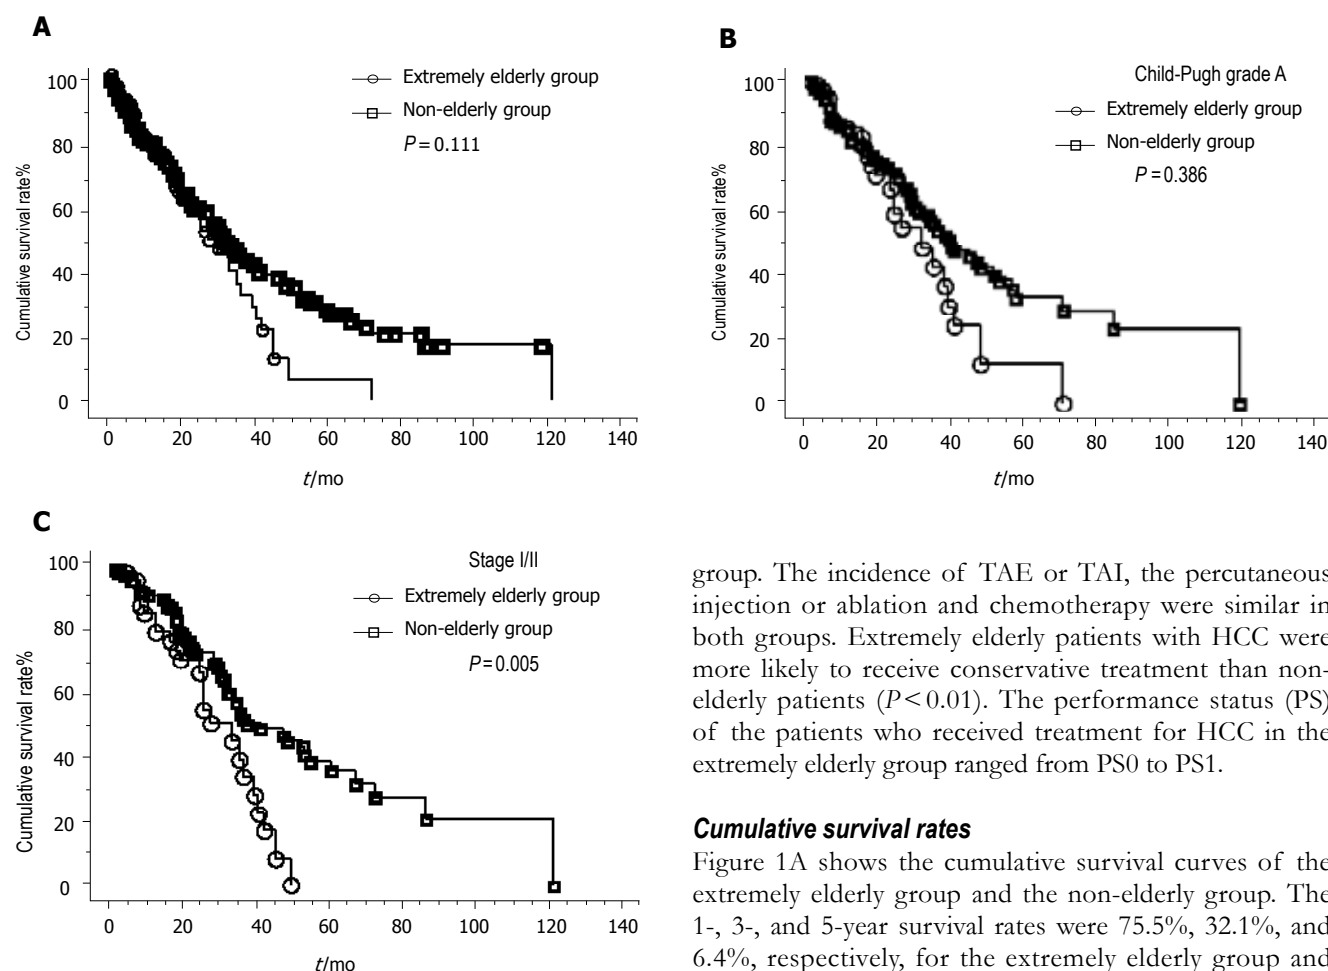 A
100
80
60
40
20
0
Cumulative survival rate%
Extremely elderly group
Non-elderly group
P = 0.111
0 20 40 60 80 100 120 140
t/mo
B
100
80
60
40
20
0
Cumulative survival rate%
Child-Pugh grade A
Extremely elderly group
Non-elderly group
P = 0.386
0 20 40 60 80 100 120 140
t/mo
C
100
80
60
40
20
0
Cumulative survival rate%
Stage I/II
Extremely elderly group
Non-elderly group
P = 0.005
0 20 40 60 80 100 120 140
t/mo
group. The incidence of TAE or TAI, the percutaneous
injection or ablation and chemotherapy were similar in
both groups. Extremely elderly patients with HCC were
more likely to receive conservative treatment than non-
elderly patients (P < 0.01). The performance status (PS)
of the patients who received treatment for HCC in the
extremely elderly group ranged from PS0 to PS1.
Cumulative survival rates
Figure 1A shows the cumulative survival curves of the
extremely elderly group and the non-elderly group. The
1-, 3-, and 5-year survival rates were 75.5%, 32.1%, and
6.4%, respectively, for the extremely elderly group and